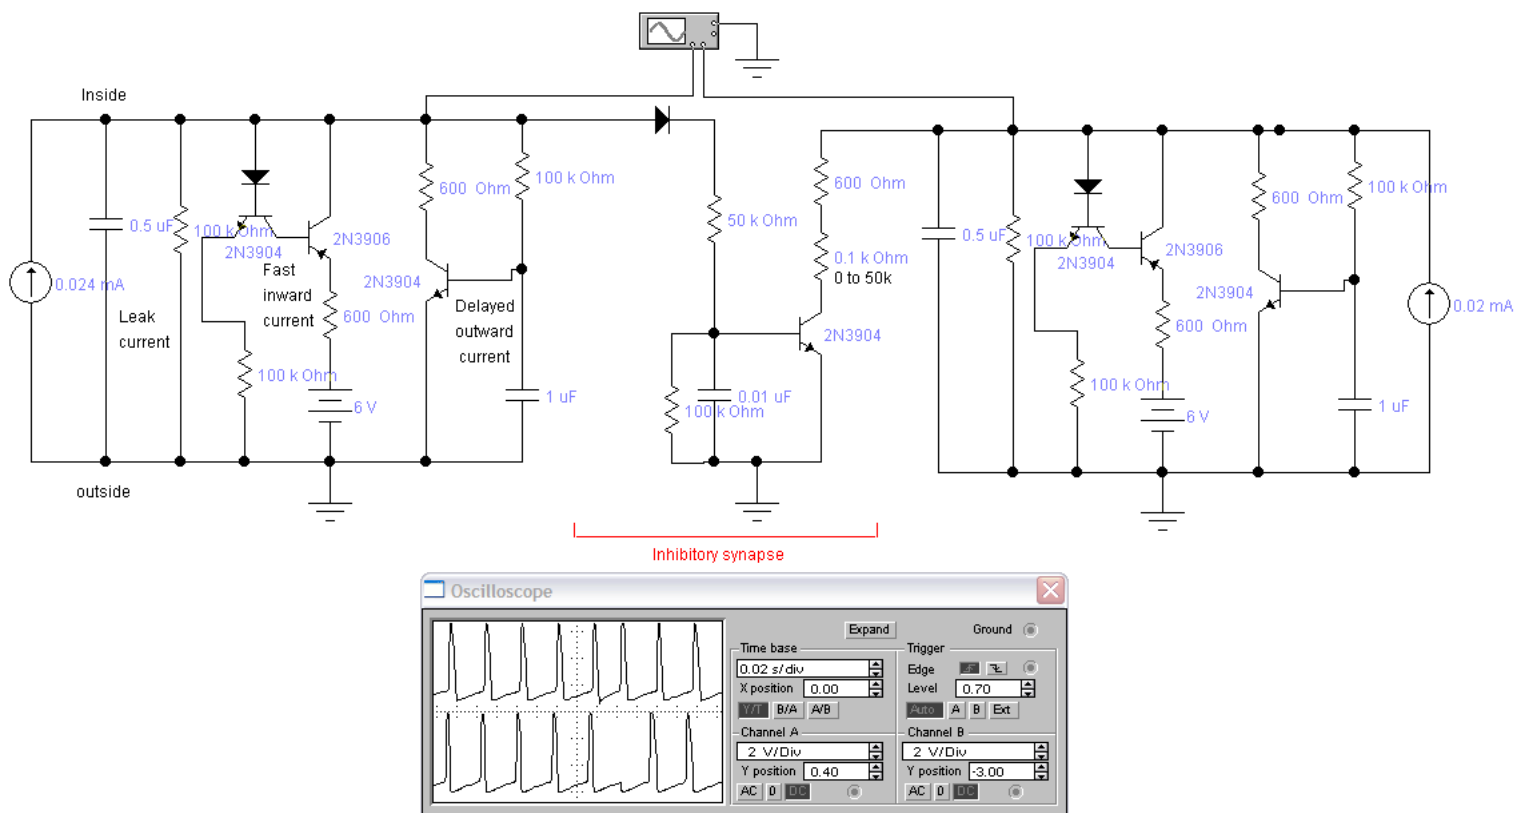 Inside
0.024 mA
0.5 uF
100 k Ohm
Leak
current
2N3904
Fast
inward
current
100 k Ohm
2N3906
600 Ohm
6 V
600 Ohm
2N3904
Delayed
outward
current
100 k Ohm
1 uF
outside
50 k Ohm
100 k Ohm
0.01 uF
600 Ohm
0.1 k Ohm
0 to 50k
2N3904
Inhibitory synapse
0.5 uF
100 k Ohm
2N3904
100 k Ohm
2N3906
600 Ohm
6 V
600 Ohm
2N3904
100 k Ohm
1 uF
0.02 mA
Oscilloscope
Expand
Ground
Time base
0.02 s/div
X position 0.00
Y/T B/A A/B
Trigger
Edge
Level 0.70
Auto A B Ext
Channel A
2 V/Div
Y position 0.40
AC 0 DC
Channel B
2 V/Div
Y position -3.00
AC 0 DC